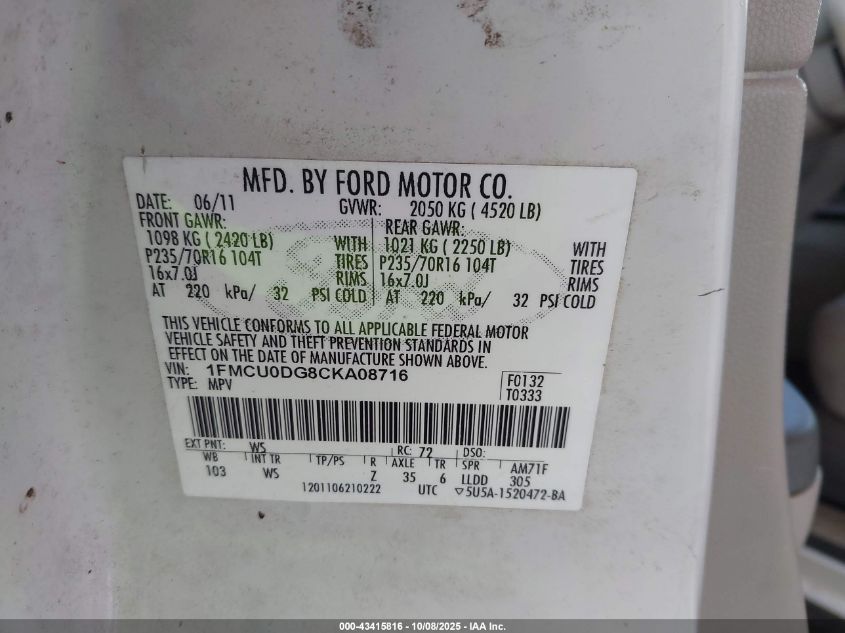 MFD. BY FORD MOTOR CO.
DATE: 06/11 GVWR: 2050 KG ( 4520 LB)
FRONT GAWR: REAR GAWR:
1098 KG ( 2420 LB) WITH 1021 KG ( 2250 LB) WITH
P235/70R16 104T TIRES P235/70R16 104T TIRES
16x7.0J RIMS 16x7.0J RIMS
AT 220 kPa/ 32 PSI COLD AT 220 kPa/ 32 PSI COLD
THIS VEHICLE CONFORMS TO ALL APPLICABLE FEDERAL MOTOR
VEHICLE SAFETY AND THEFT PREVENTION STANDARDS IN
EFFECT ON THE DATE OF MANUFACTURE SHOWN ABOVE.
VIN: 1FMCU0DG8CKA08716 F0132
TYPE: MPV T0333
EXT PNT: WS RC: 72 DSO:
WB INT TR TP/PS R AXLE TR SPR AM71F
103 WS Z 35 6 LLDD 305
1201106210222 UTC ▽5U5A-1520472-BA
000-43415816 - 10/08/2025 - IAA Inc.